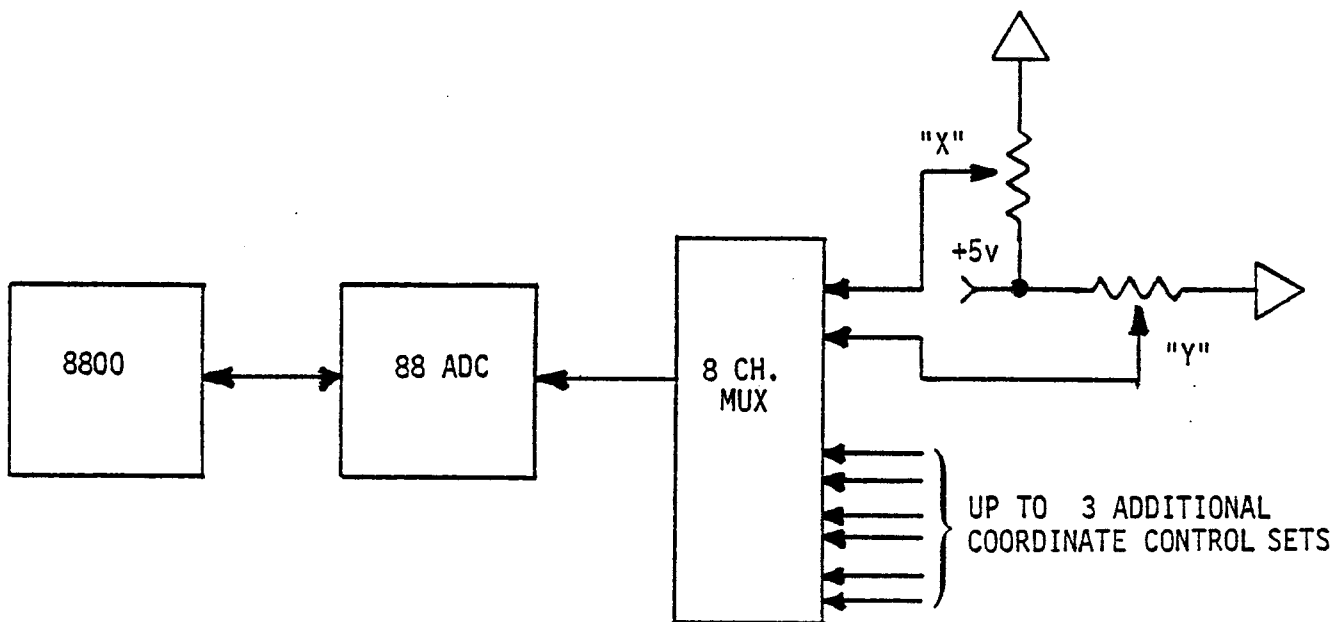 "X"
+5v
"Y"
8800
88 ADC
8 CH.
MUX
UP TO 3 ADDITIONAL
COORDINATE CONTROL SETS